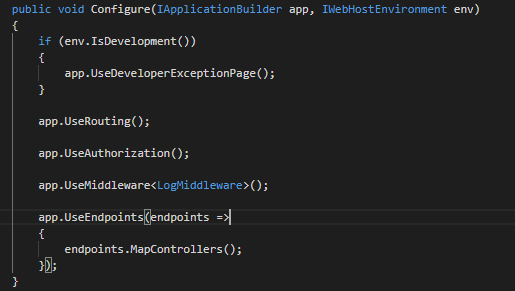 public void Configure(IApplicationBuilder app, IWebHostEnvironment env)
{
    if (env.IsDevelopment())
    {
        app.UseDeveloperExceptionPage();
    }

    app.UseRouting();

    app.UseAuthorization();

    app.UseMiddleware<LogMiddleware>();

    app.UseEndpoints(endpoints =>
    {
        endpoints.MapControllers();
    });
}